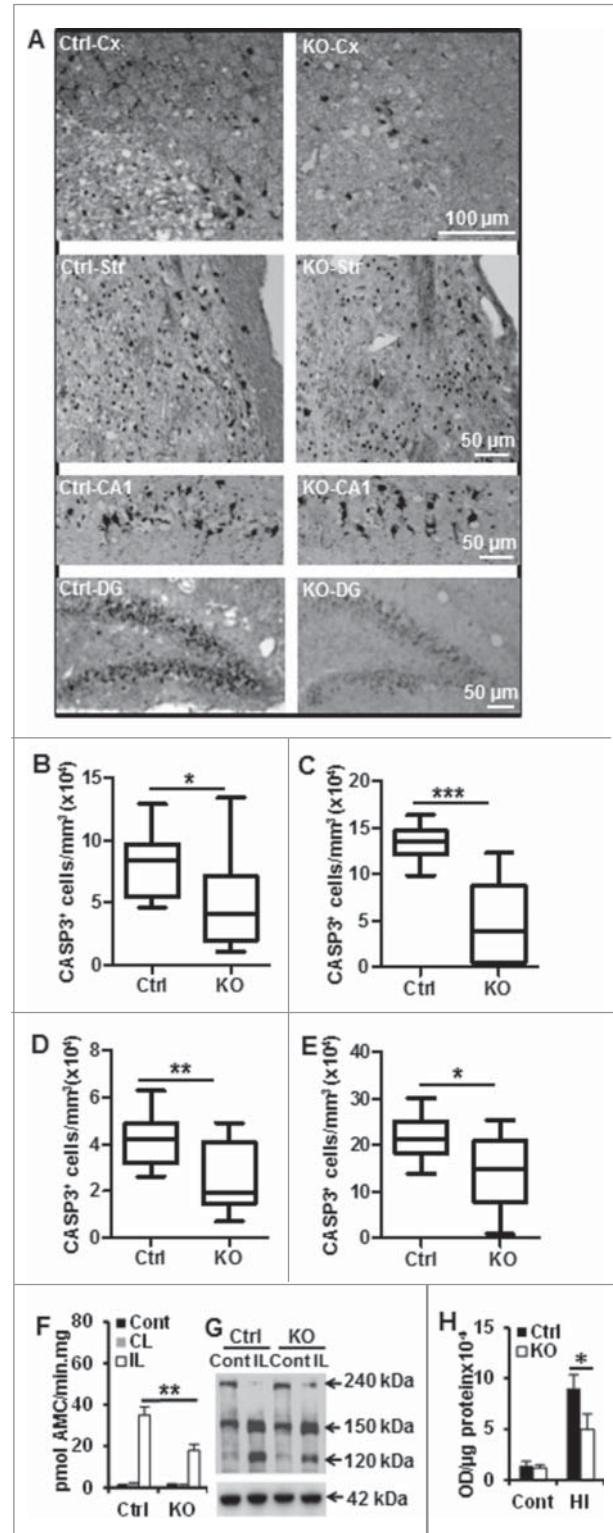 A
Ctrl-Cx
KO-Cx
100 µm
Ctrl-Str
KO-Str
50 µm
Ctrl-CA1
KO-CA1
50 µm
Ctrl-DG
KO-DG
50 µm
B
CASP3⁺ cells/mm³ (x10⁴)
15
10
5
0
*
Ctrl
KO
C
CASP3⁺ cells/mm³ (x10⁴)
20
15
10
5
0
***
Ctrl
KO
D
CASP3⁺ cells/mm³(x10⁴)
8
6
4
2
0
**
Ctrl
KO
E
CASP3⁺ cells/mm³ (x10⁴)
40
30
20
10
0
*
Ctrl
KO
F
pmol AMC/min.mg
80
60
40
20
0
Cont
CL
IL
**
Ctrl
KO
G
Ctrl
KO
Cont IL Cont IL
240 kDa
150 kDa
120 kDa
42 kDa
H
15
10
5
0
Ctrl
KO
*
Cont
HI